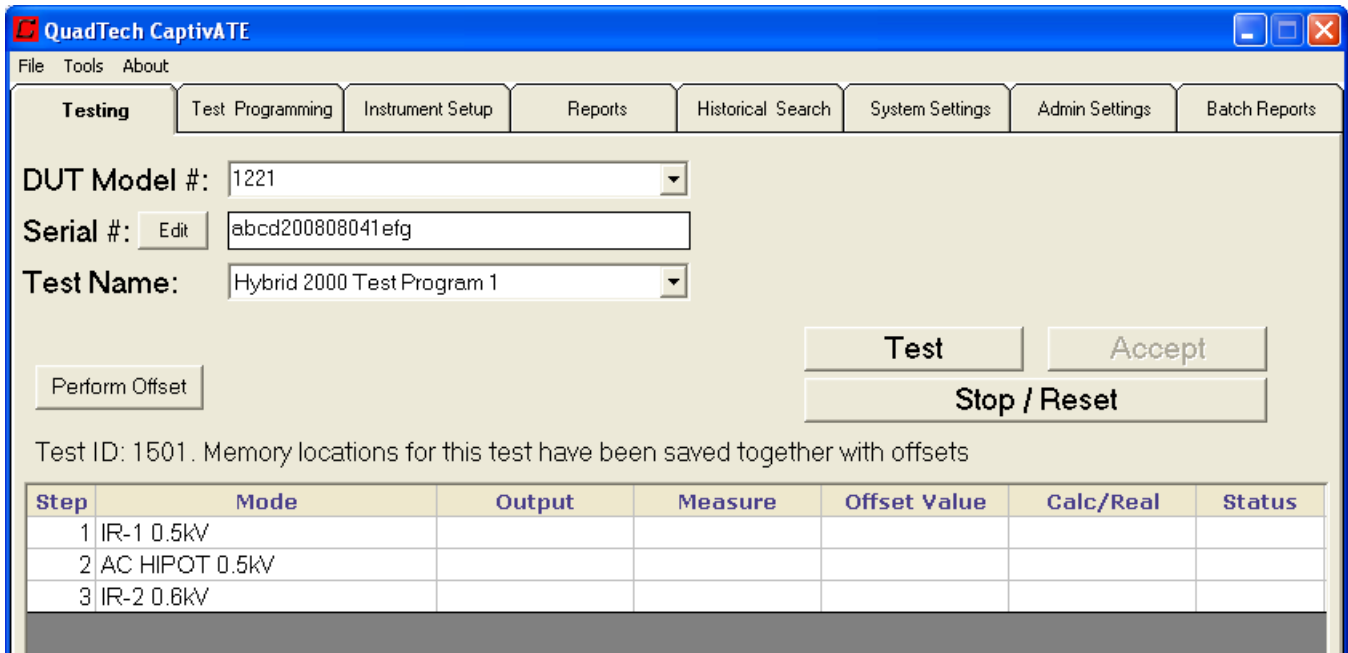 QuadTech CaptivATE
File Tools About
Testing Test Programming Instrument Setup Reports Historical Search System Settings Admin Settings Batch Reports
DUT Model #: 1221
Serial #: Edit abcd200808041efg
Test Name: Hybrid 2000 Test Program 1
Test Accept
Perform Offset
Stop / Reset
Test ID: 1501. Memory locations for this test have been saved together with offsets
Step Mode Output Measure Offset Value Calc/Real Status
1 IR-1 0.5kV
2 AC HIPOT 0.5kV
3 IR-2 0.6kV